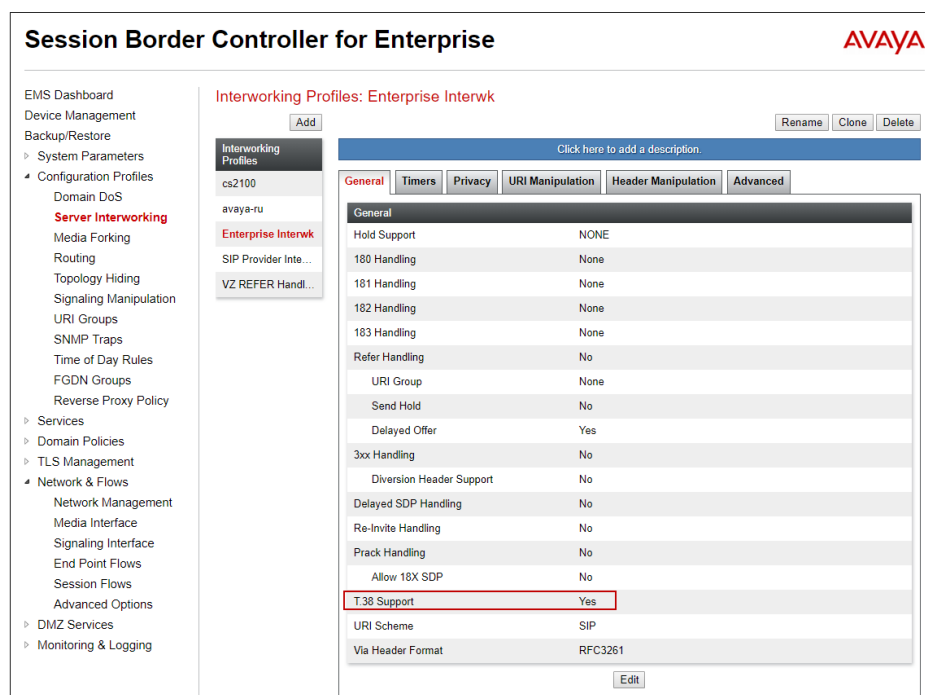 Session Border Controller for Enterprise
AVAYA
EMS Dashboard
Device Management
Backup/Restore
System Parameters
Configuration Profiles
Domain DoS
Server Interworking
Media Forking
Routing
Topology Hiding
Signaling Manipulation
URI Groups
SNMP Traps
Time of Day Rules
FGDN Groups
Reverse Proxy Policy
Services
Domain Policies
TLS Management
Network & Flows
Network Management
Media Interface
Signaling Interface
End Point Flows
Session Flows
Advanced Options
DMZ Services
Monitoring & Logging
Interworking Profiles: Enterprise Interwk
Add
Rename Clone Delete
Interworking
Profiles
cs2100
avaya-ru
Enterprise Interwk
SIP Provider Inte...
VZ REFER Handl...
Click here to add a description.
General Timers Privacy URI Manipulation Header Manipulation Advanced
General
Hold Support NONE
180 Handling None
181 Handling None
182 Handling None
183 Handling None
Refer Handling No
URI Group None
Send Hold No
Delayed Offer Yes
3xx Handling No
Diversion Header Support No
Delayed SDP Handling No
Re-Invite Handling No
Prack Handling No
Allow 18X SDP No
T.38 Support Yes
URI Scheme SIP
Via Header Format RFC3261
Edit